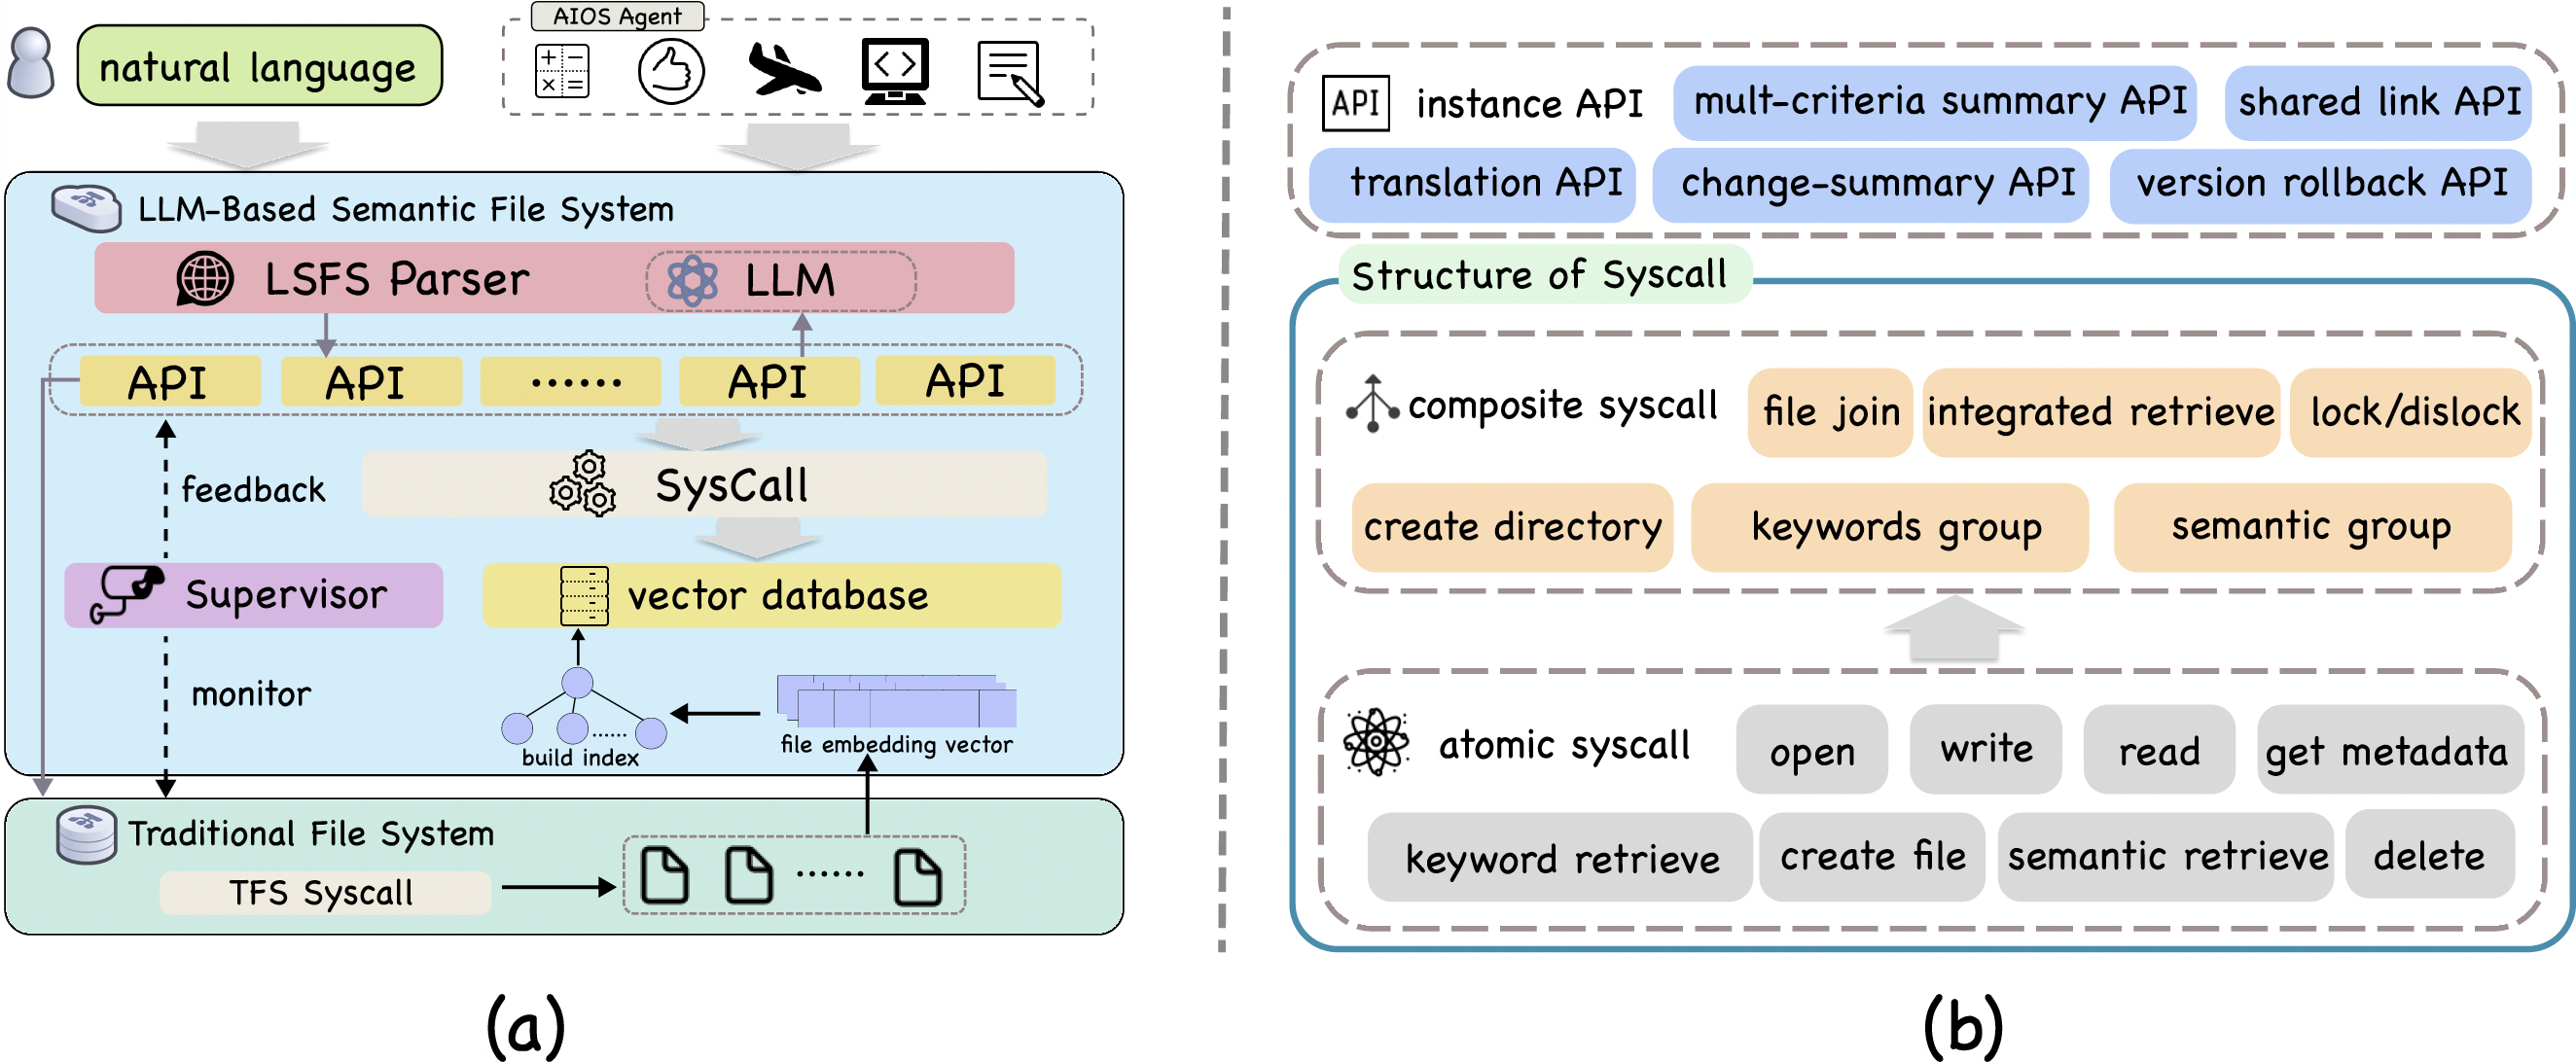 natural language
AIOS Agent
LLM-Based Semantic File System
LSFS Parser
LLM
API
API
......
API
API
feedback
SysCall
Supervisor
vector database
monitor
......
build index
file embedding vector
Traditional File System
TFS Syscall
......
(a)
API
instance API
mult-criteria summary API
shared link API
translation API
change-summary API
version rollback API
Structure of Syscall
composite syscall
file join
integrated retrieve
lock/dislock
create directory
keywords group
semantic group
atomic syscall
open
write
read
get metadata
keyword retrieve
create file
semantic retrieve
delete
(b)